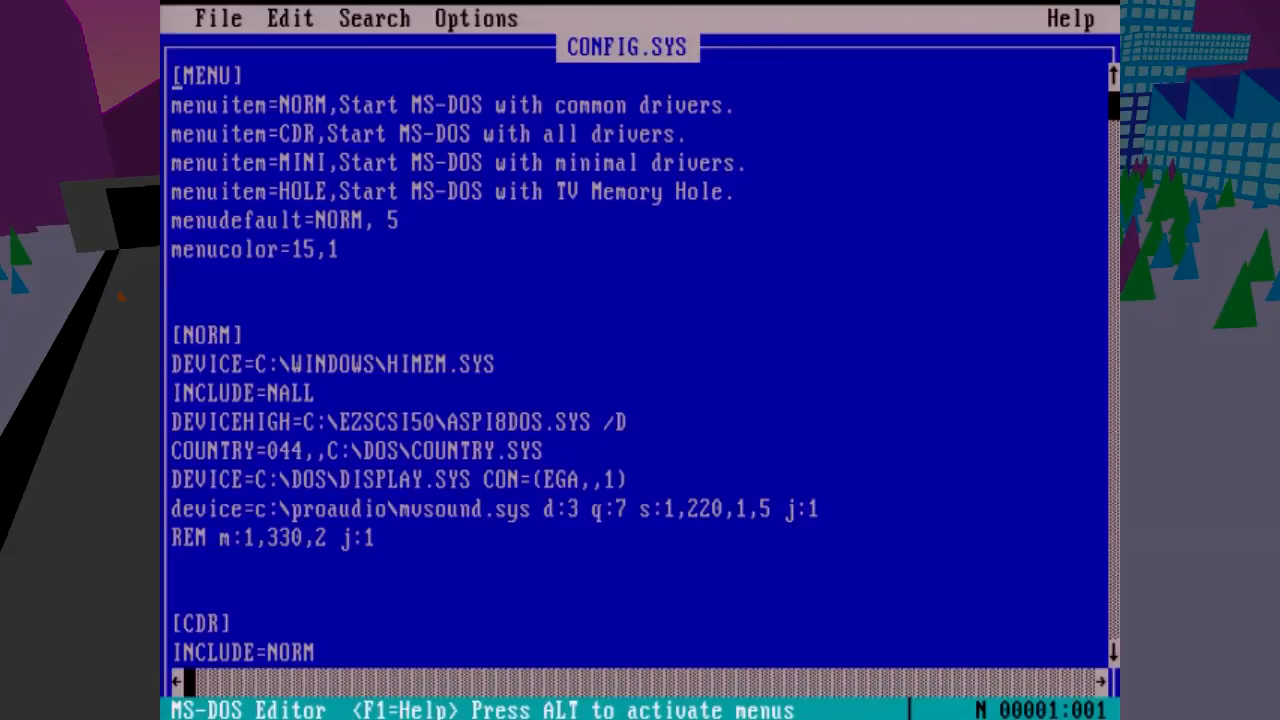 File Edit Search Options Help
CONFIG.SYS
[MENU]
menuitem=NORM,Start MS-DOS with common drivers.
menuitem=CDR,Start MS-DOS with all drivers.
menuitem=MINI,Start MS-DOS with minimal drivers.
menuitem=HOLE,Start MS-DOS with TV Memory Hole.
menudefault=NORM, 5
menucolor=15,1
[NORM]
DEVICE=C:\WINDOWS\HIMEM.SYS
INCLUDE=NALL
DEVICEHIGH=C:\EZSCSI50\ASPI8DOS.SYS /D
COUNTRY=044,,C:\DOS\COUNTRY.SYS
DEVICE=C:\DOS\DISPLAY.SYS CON=(EGA,,1)
device=c:\proaudio\mvsound.sys d:3 q:7 s:1,220,1,5 j:1
REM m:1,330,2 j:1
[CDR]
INCLUDE=NORM
MS-DOS Editor <F1=Help> Press ALT to activate menus N 00001:001